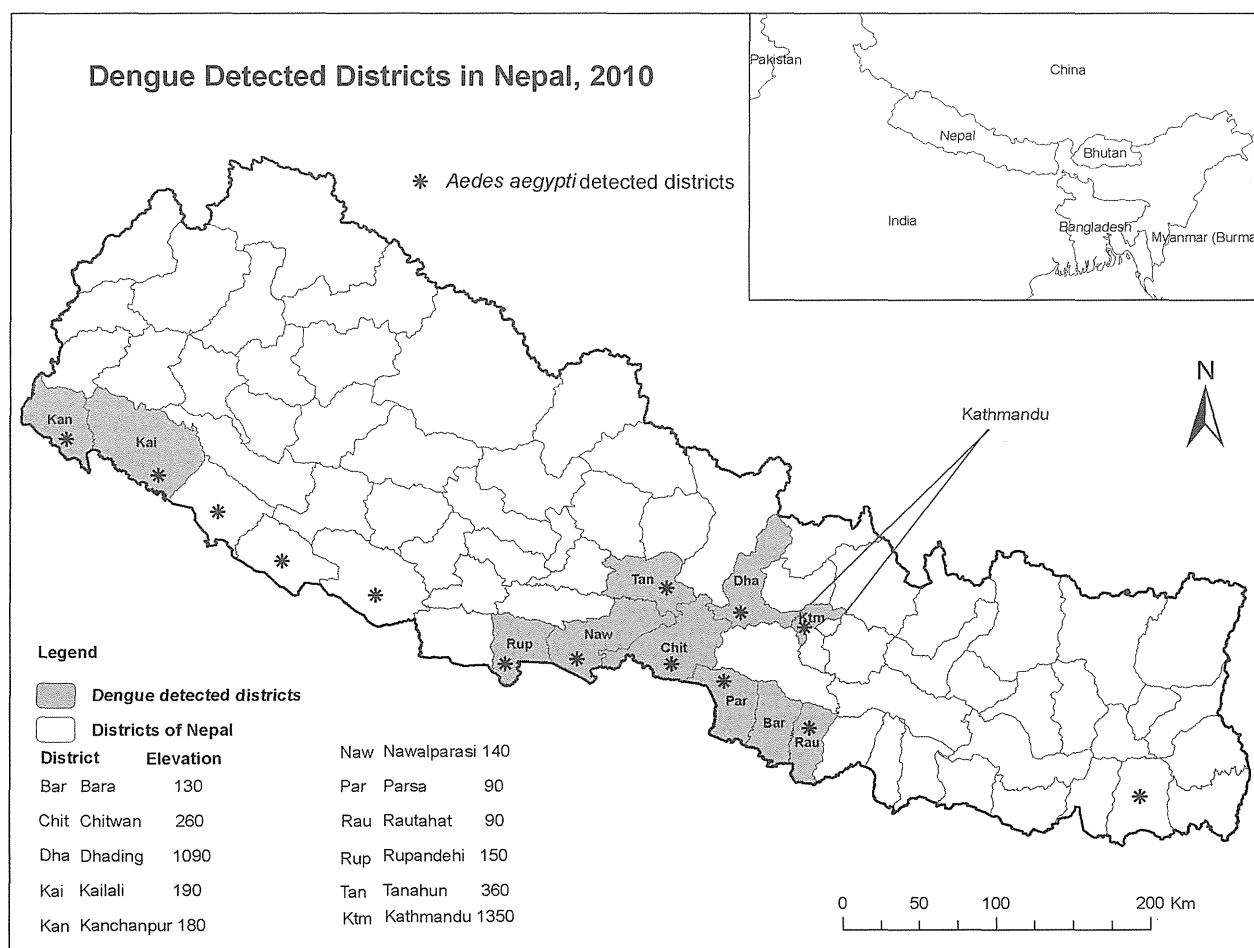 Dengue Detected Districts in Nepal, 2010
* Aedes aegypti detected districts
Pakistan
China
Nepal
Bhutan
India
Bangladesh
Myanmar (Burma
N
Kathmandu
Kan
Kai
Tan
Dha
Ktm
Rup
Naw
Chit
Par
Bar
Rau
Legend
Dengue detected districts
Districts of Nepal
District Elevation
Bar Bara 130
Chit Chitwan 260
Dha Dhading 1090
Kai Kailali 190
Kan Kanchanpur 180
Naw Nawalparasi 140
Par Parsa 90
Rau Rautahat 90
Rup Rupandehi 150
Tan Tanahun 360
Ktm Kathmandu 1350
0 50 100 200 Km